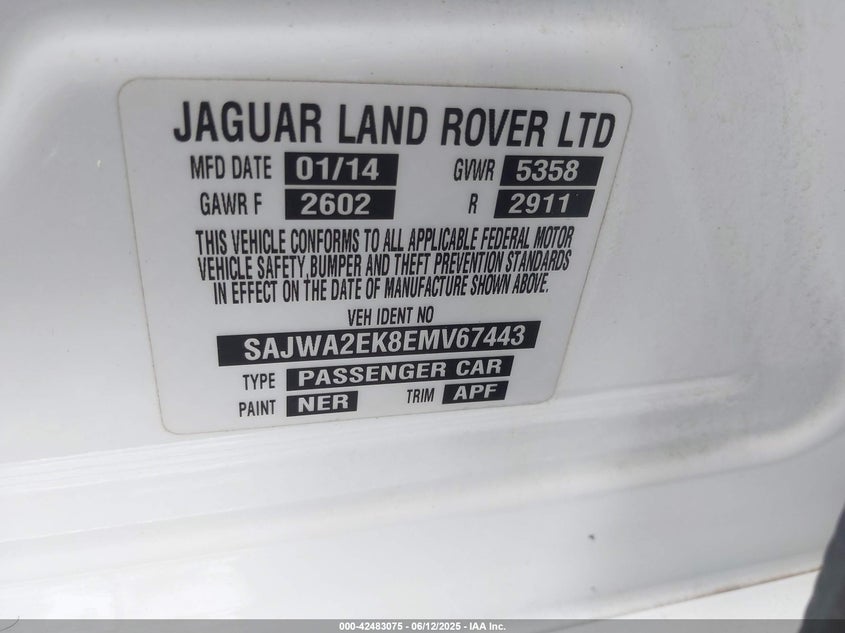 JAGUAR LAND ROVER LTD
MFD DATE 01/14 GVWR 5358
GAWR F 2602 R 2911
THIS VEHICLE CONFORMS TO ALL APPLICABLE FEDERAL MOTOR
VEHICLE SAFETY,BUMPER AND THEFT PREVENTION STANDARDS
IN EFFECT ON THE DATE OF MANUFACTURE SHOWN ABOVE.
VEH IDENT NO
SAJWA2EK8EMV67443
TYPE PASSENGER CAR
PAINT NER TRIM APF
000-42483075 - 06/12/2025 - IAA Inc.